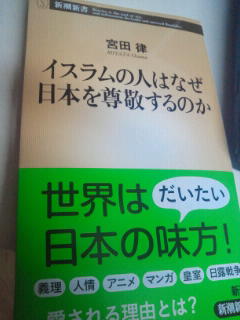 新潮新書
宮田 律
MIYATA Osamu
イスラムの人はなぜ
日本を尊敬するのか
世界は
だいたい
日本の味方!
義理 人情 アニメ マンガ 皇室 日露戦争
愛される理由とは?
新潮新書